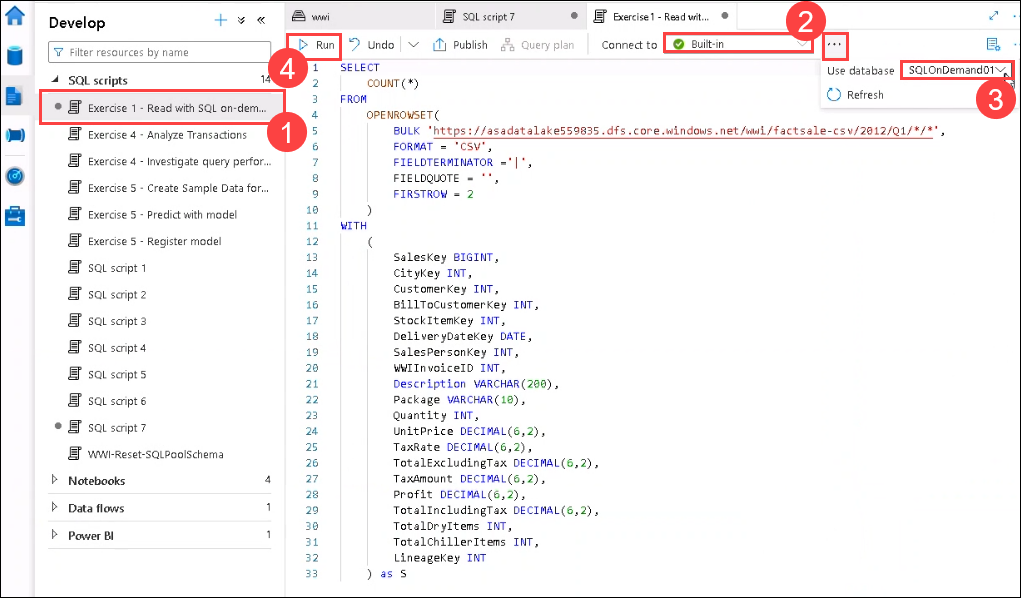 Develop
wwi
SQL script 7
Exercise 1 - Read wit...
Filter resources by name
Run
Undo
Publish
Query plan
Connect to
Built-in
...
2
Use database
SQLOnDemand01
Refresh
3
4
SQL scripts
14
Exercise 1 - Read with SQL on-dem...
1
Exercise 4 - Analyze Transactions
Exercise 4 - Investigate query perfor...
Exercise 5 - Create Sample Data for...
Exercise 5 - Predict with model
Exercise 5 - Register model
SQL script 1
SQL script 2
SQL script 3
SQL script 4
SQL script 5
SQL script 6
SQL script 7
WWI-Reset-SQLPoolSchema
Notebooks
4
Data flows
1
Power BI
1
1 SELECT
2 COUNT(*)
3 FROM
4 OPENROWSET(
5 BULK 'https://asadatalake559835.dfs.core.windows.net/wwi/factsale-csv/2012/Q1/*/*',
6 FORMAT = 'CSV',
7 FIELDTERMINATOR ='|',
8 FIELDQUOTE = '',
9 FIRSTROW = 2
10 )
11 WITH
12 (
13 SalesKey BIGINT,
14 CityKey INT,
15 CustomerKey INT,
16 BillToCustomerKey INT,
17 StockItemKey INT,
18 DeliveryDateKey DATE,
19 SalesPersonKey INT,
20 WWIInvoiceID INT,
21 Description VARCHAR(200),
22 Package VARCHAR(10),
23 Quantity INT,
24 UnitPrice DECIMAL(6,2),
25 TaxRate DECIMAL(6,2),
26 TotalExcludingTax DECIMAL(6,2),
27 TaxAmount DECIMAL(6,2),
28 Profit DECIMAL(6,2),
29 TotalIncludingTax DECIMAL(6,2),
30 TotalDryItems INT,
31 TotalChillerItems INT,
32 LineageKey INT
33 ) as S